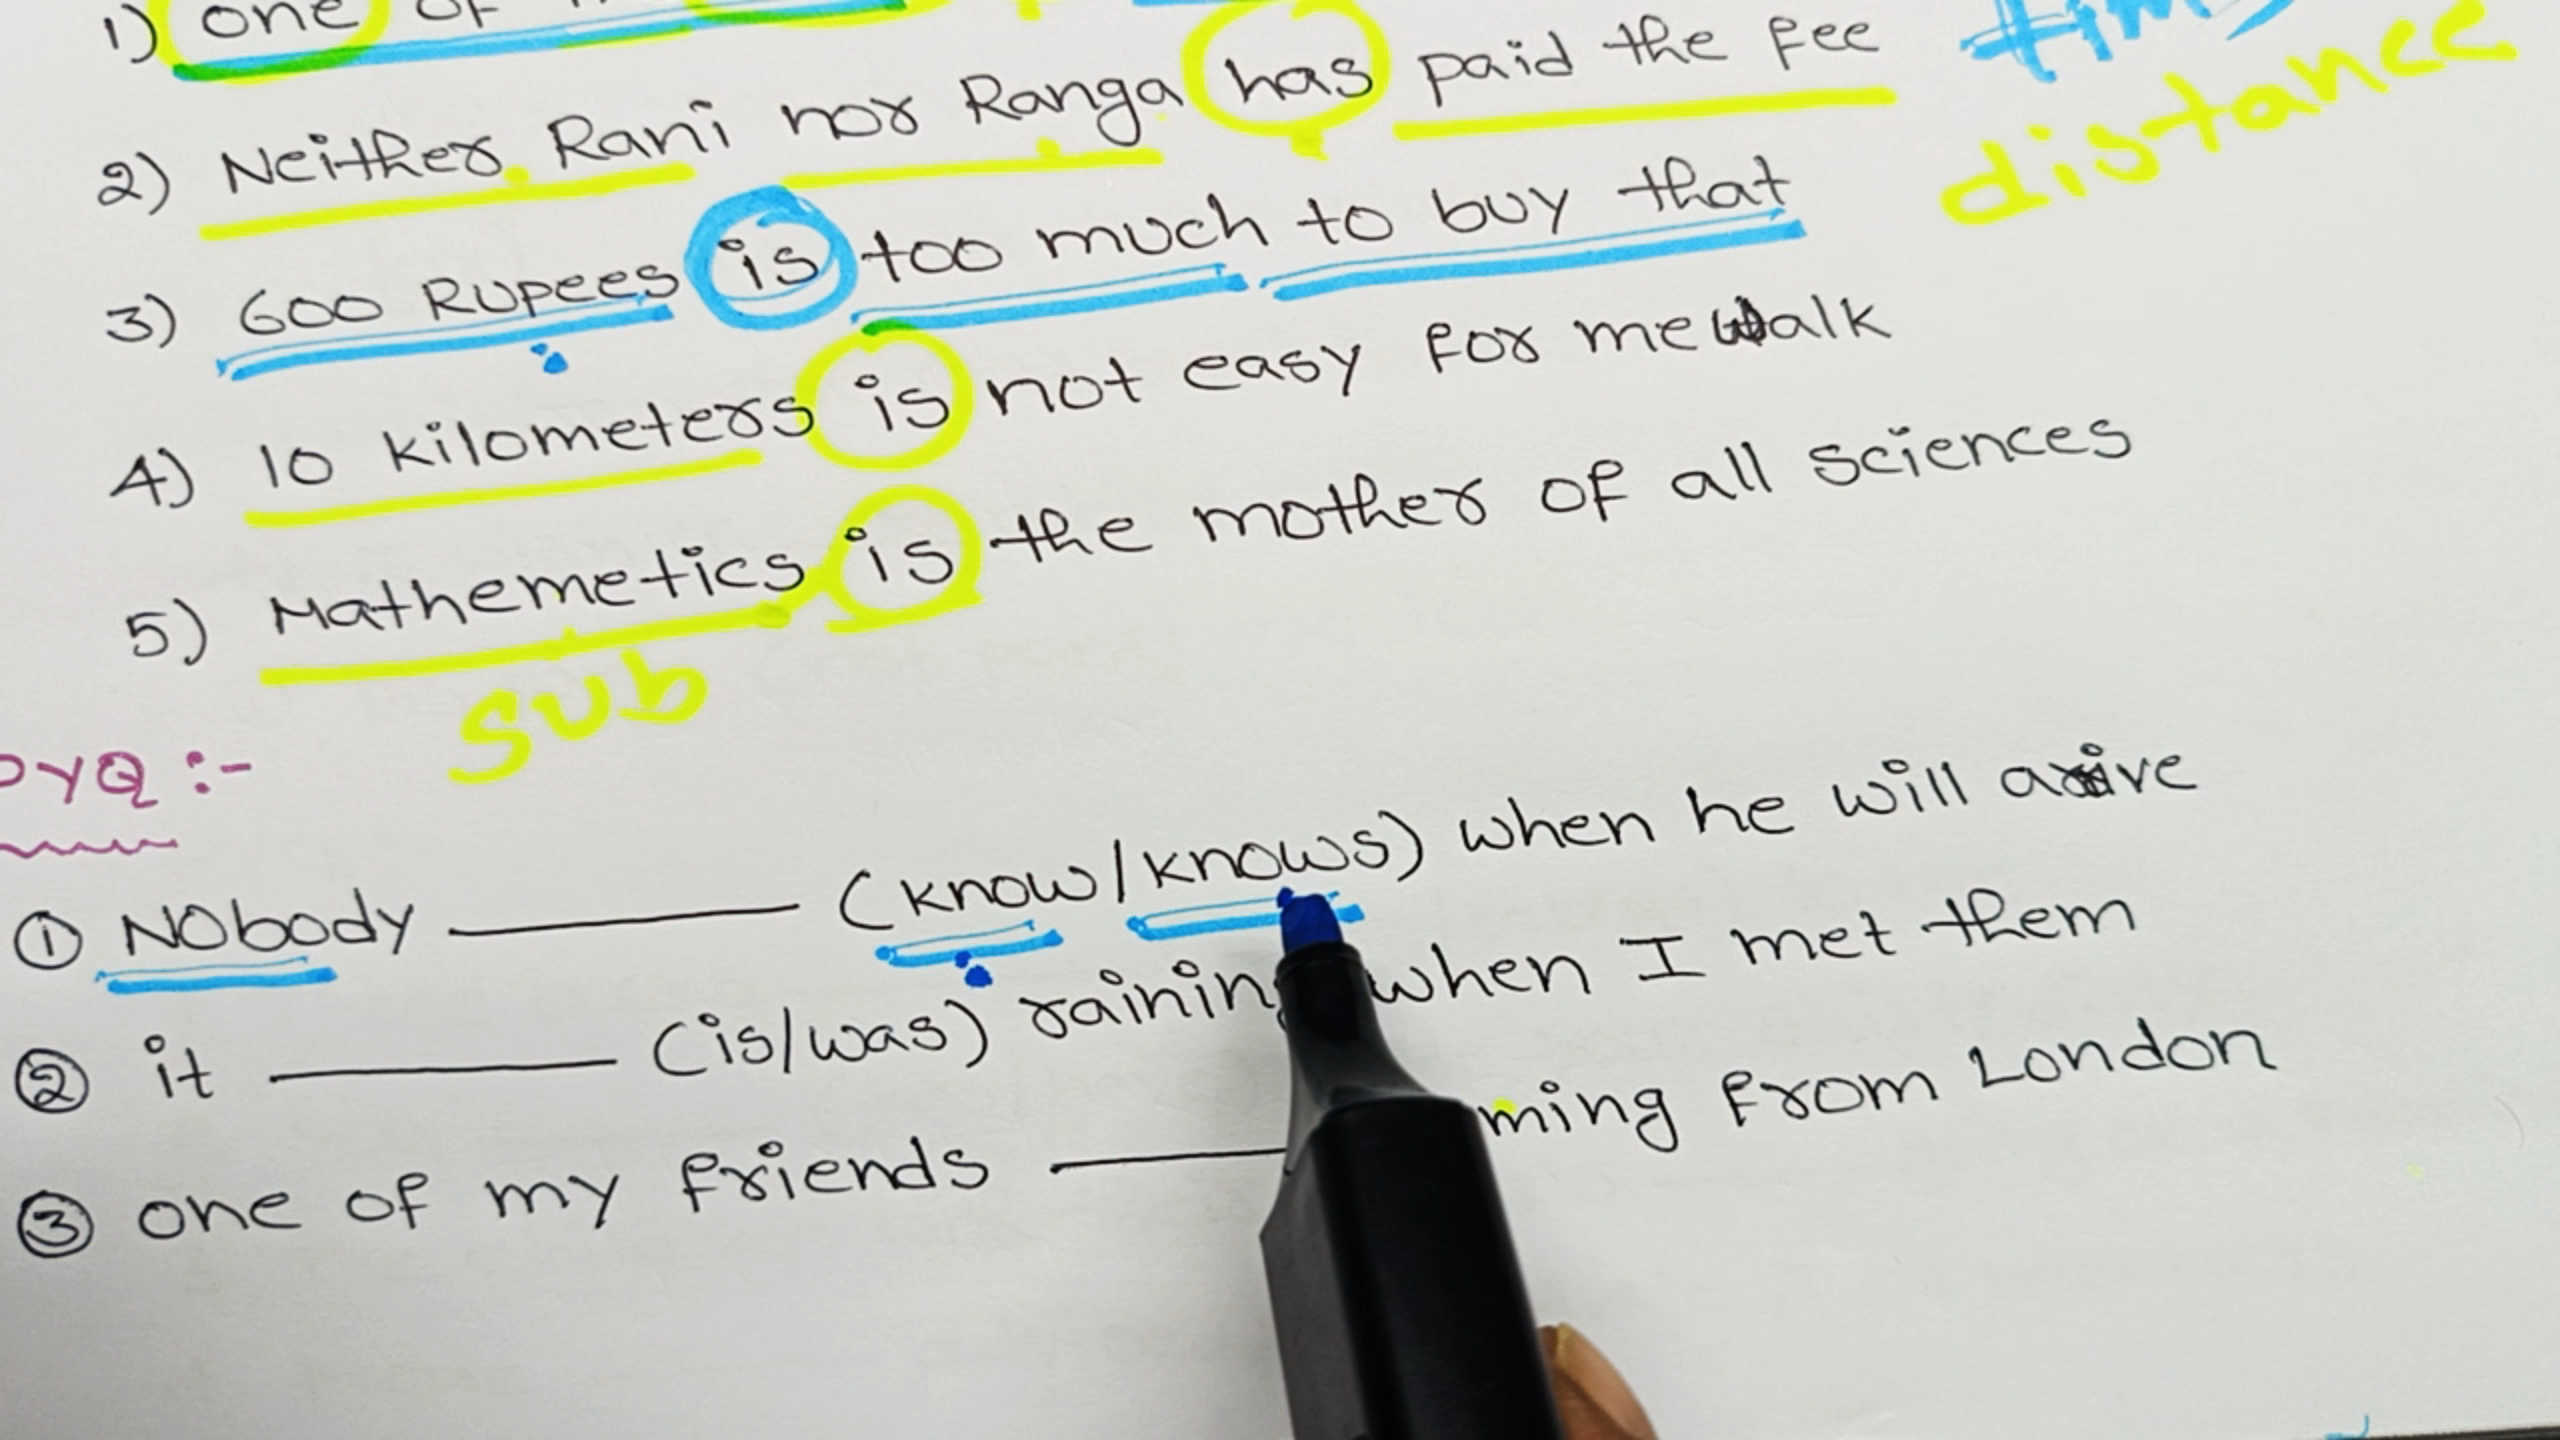 1) one of
2) Neither Rani nor Ranga has paid the fee
distance
3) 600 Rupees is too much to buy that
4) 10 kilometers is not easy for me walk
5) Mathemetics is the mother of all sciences
sub
PYQ :-
① Nobody ______ (know/knows) when he will arive
② it ______ (is/was) raining when I met them
③ one of my friends ______ ming from London